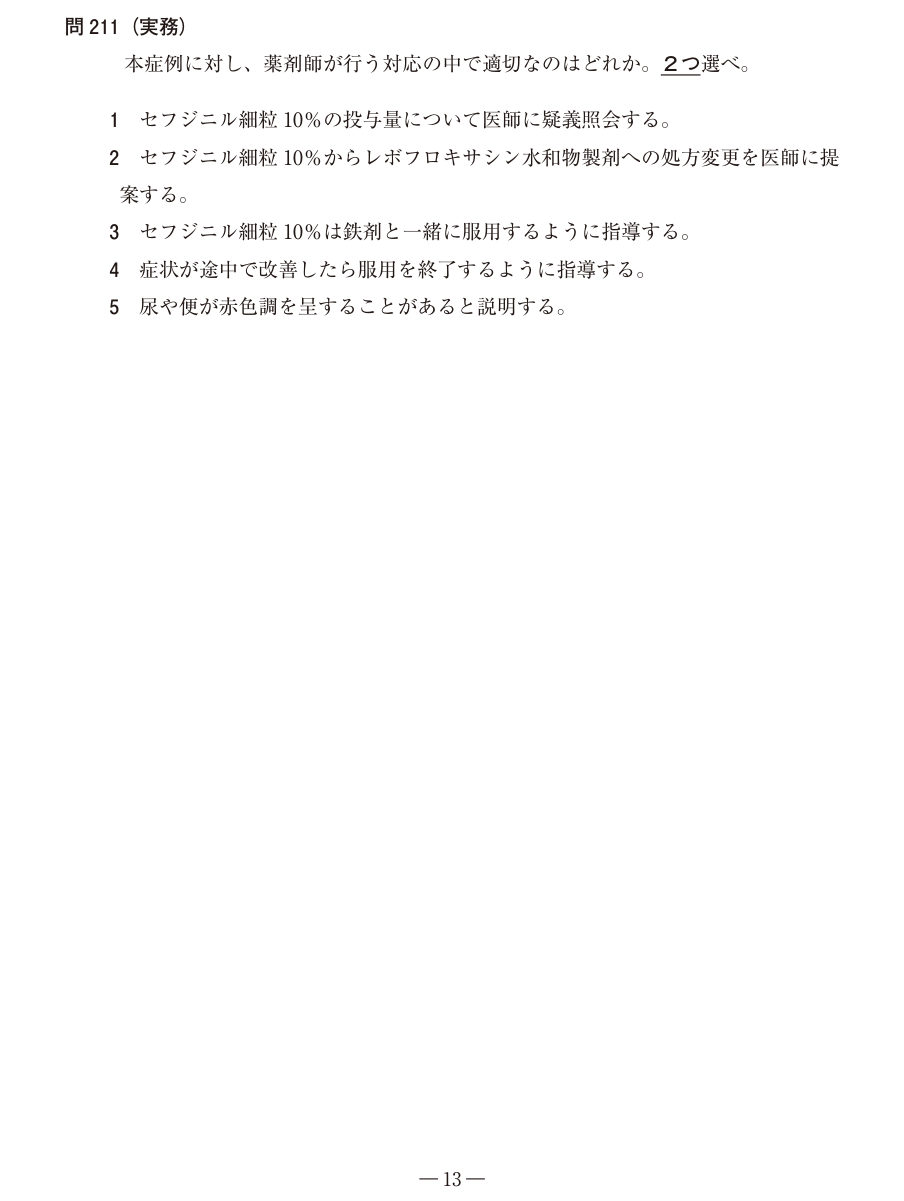 問 211（実務）
本症例に対し、薬剤師が行う対応の中で適切なのはどれか。２つ選べ。
1 セフジニル細粒 10％の投与量について医師に疑義照会する。
2 セフジニル細粒 10％からレボフロキサシン水和物製剤への処方変更を医師に提
案する。
3 セフジニル細粒 10％は鉄剤と一緒に服用するように指導する。
4 症状が途中で改善したら服用を終了するように指導する。
5 尿や便が赤色調を呈することがあると説明する。
― 13 ―